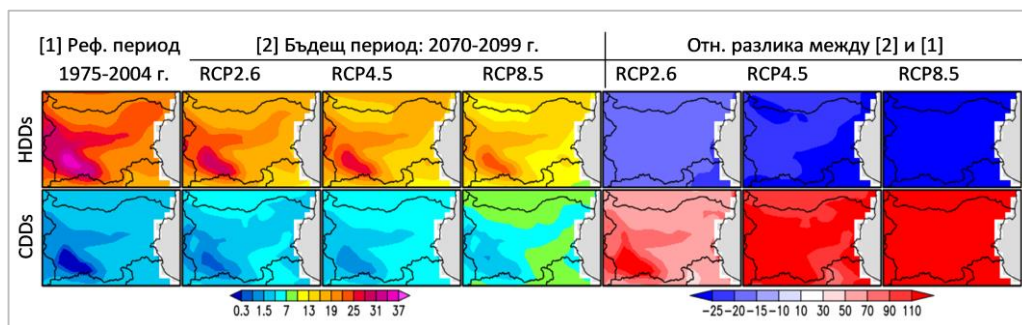 [1] Реф. период [2] Бъдещ период: 2070-2099 г. Отн. разлика между [2] и [1]
1975-2004 г. RCP2.6 RCP4.5 RCP8.5 RCP2.6 RCP4.5 RCP8.5
HDDs
CDDs
0.3 1.5 7 13 19 25 31 37 -25-20-15-10 10 30 50 70 90 110